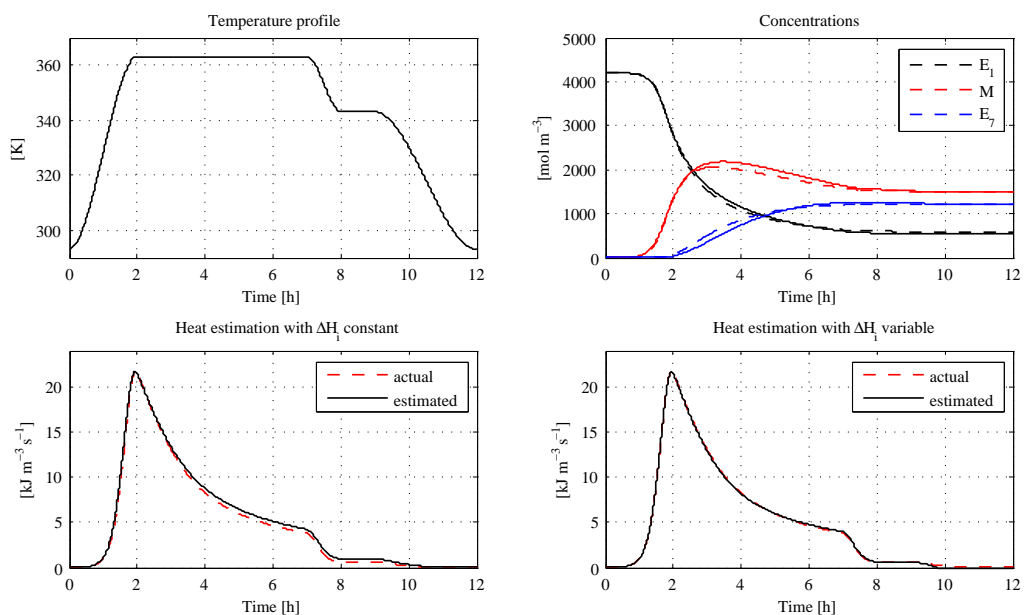 Temperature profile
[K]
360
340
320
300
0 2 4 6 8 10 12
Time [h]
Concentrations
[mol m⁻³]
5000
4000
3000
2000
1000
0
E₁
M
E₇
0 2 4 6 8 10 12
Time [h]
Heat estimation with ΔHᵢ constant
[kJ m⁻³ s⁻¹]
20
15
10
5
0
actual
estimated
0 2 4 6 8 10 12
Time [h]
Heat estimation with ΔHᵢ variable
[kJ m⁻³ s⁻¹]
20
15
10
5
0
actual
estimated
0 2 4 6 8 10 12
Time [h]